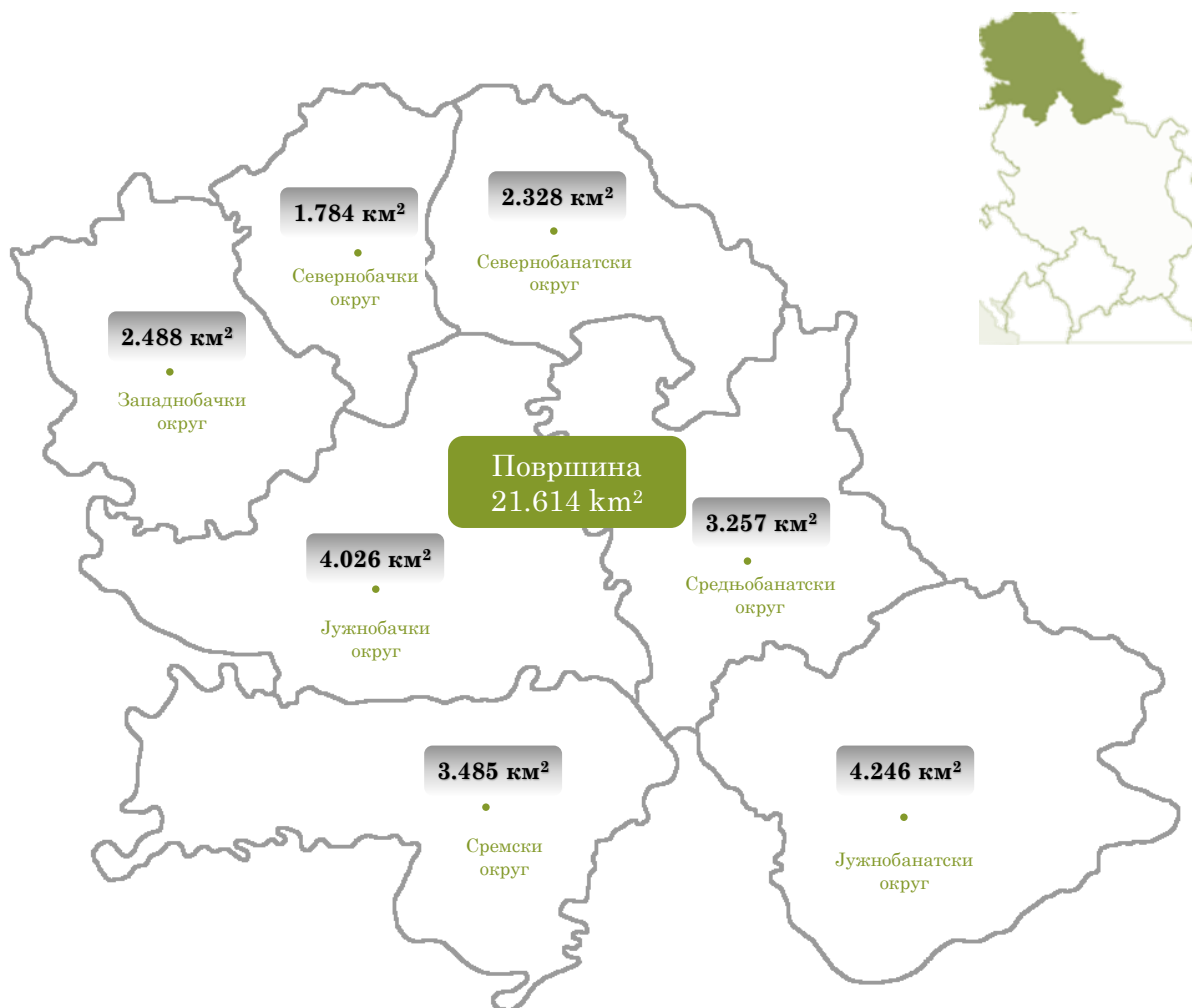 1.784 км²
Севернобачки
округ
2.328 км²
Севернобанатски
округ
2.488 км²
Западнобачки
округ
Површина
21.614 km²
4.026 км²
Јужнобачки
округ
3.257 км²
Средњобанатски
округ
3.485 км²
Сремски
округ
4.246 км²
Јужнобанатски
округ